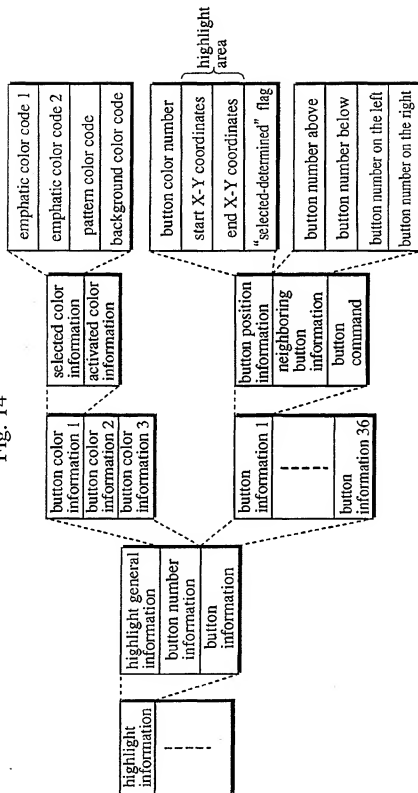 Fig. 14
highlight
information
highlight general
information
button number
information
button
information
button color
information 1
button color
information 2
button color
information 3
button
information 1
button
information 36
selected color
information
activated color
information
button position
information
neighboring
button
information
button
command
emphatic color code 1
emphatic color code 2
pattern color code
background color code
button color number
start X-Y coordinates
end X-Y coordinates
"selected-determined" flag
highlight
area
button number above
button number below
button number on the left
button number on the right